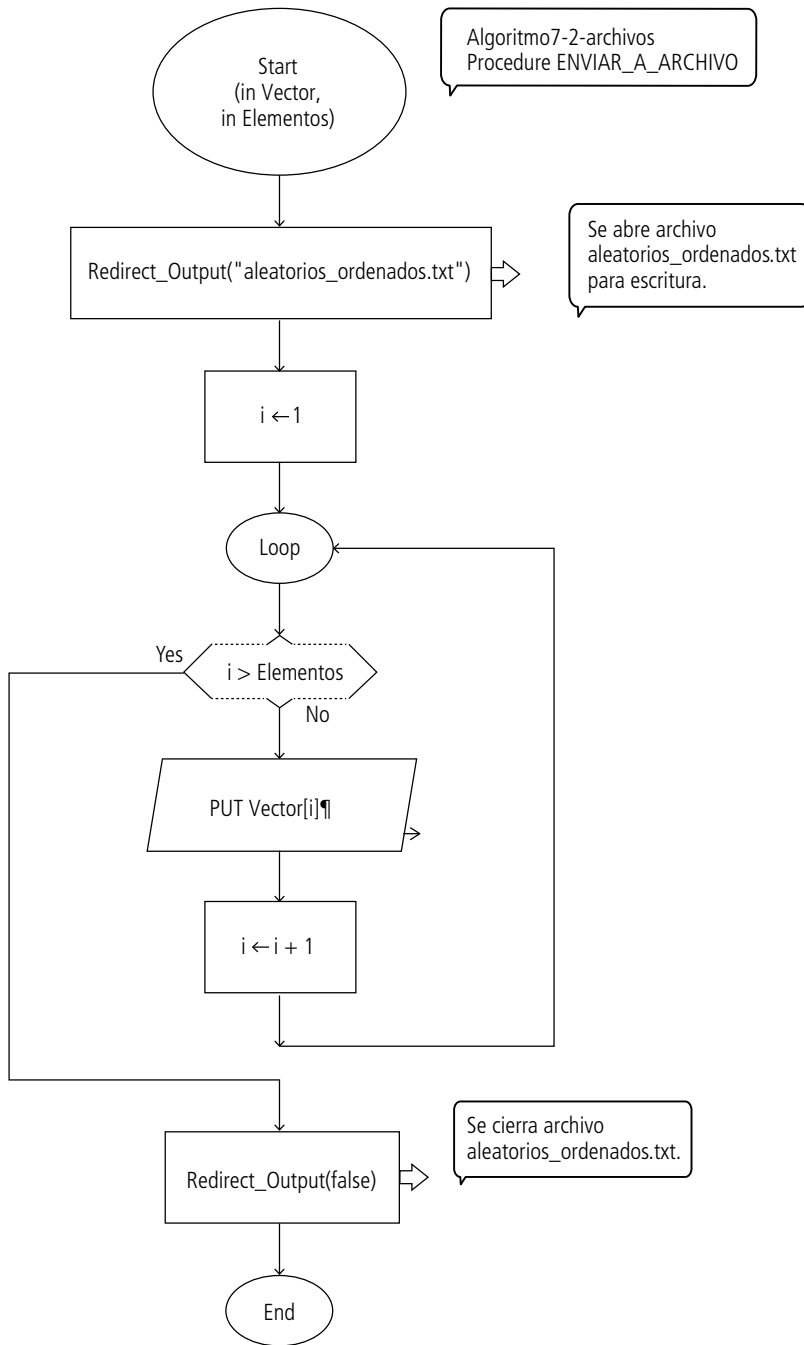 Start
(in Vector,
in Elementos)
Algoritmo7-2-archivos
Procedure ENVIAR_A_ARCHIVO
Redirect_Output("aleatorios_ordenados.txt")
Se abre archivo
aleatorios_ordenados.txt
para escritura.
i ← 1
Loop
Yes
i > Elementos
No
PUT Vector[i]¶
i ← i + 1
Se cierra archivo
aleatorios_ordenados.txt.
Redirect_Output(false)
End